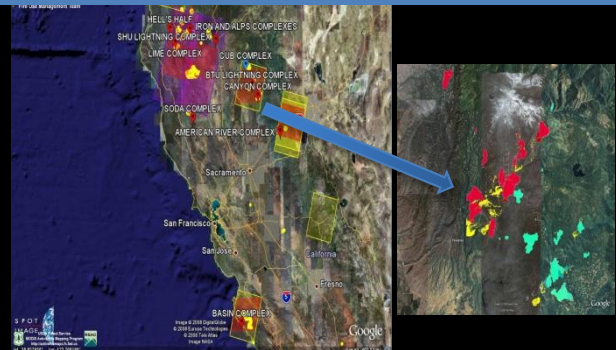 Fire Use Management Team
HELL'S HALF
IRON AND ALPS COMPLEXES
SHU LIGHTNING COMPLEX
LIME COMPLEX
CUB COMPLEX
BTU LIGHTNING COMPLEX
CANYON COMPLEX
SODA COMPLEX
AMERICAN RIVER COMPLEX
Sacramento
San Francisco
San Jose
California
Fresno
5
BASIN COMPLEX
SPOT
IMAGE
Image © 2008 DigitalGlobe
© 2008 Europa Technologies
© 2008 Tele Atlas
Image NASA
Google
Google